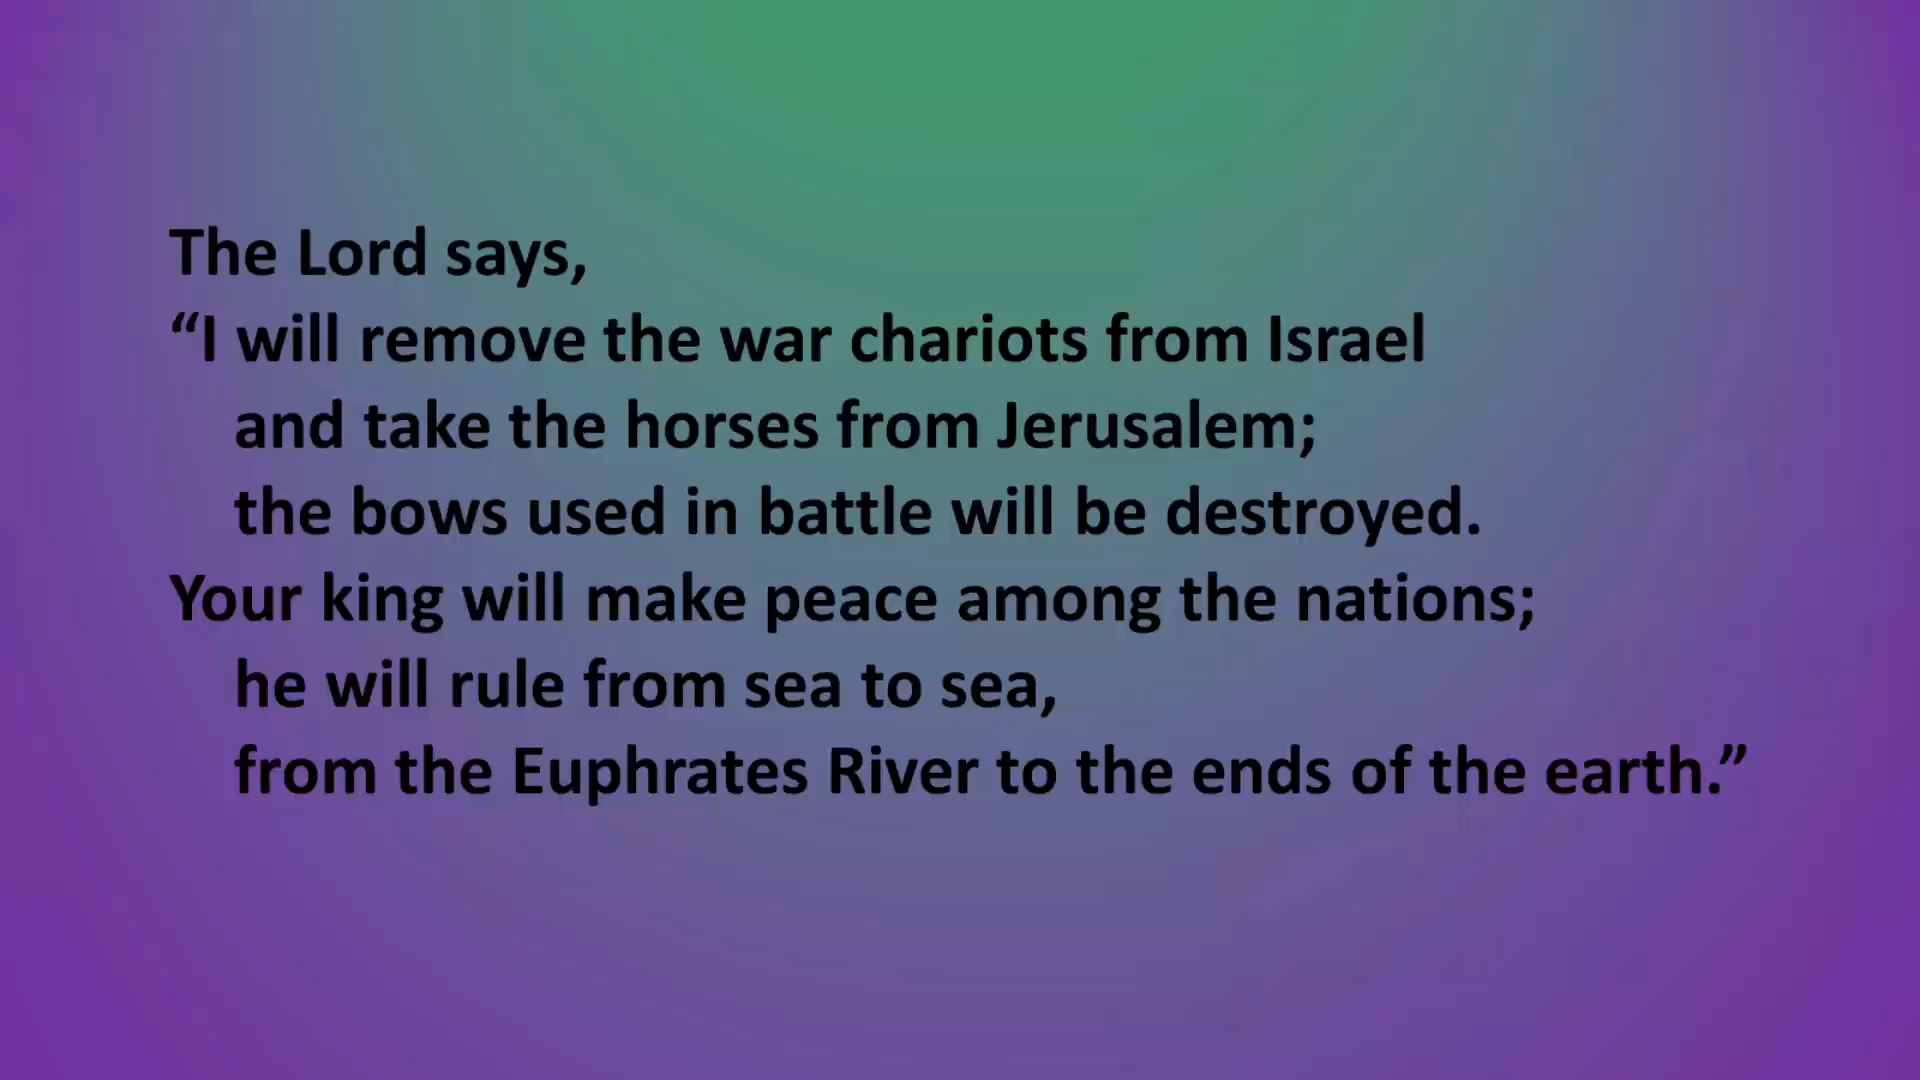 The Lord says,
“I will remove the war chariots from Israel
and take the horses from Jerusalem;
the bows used in battle will be destroyed.
Your king will make peace among the nations;
he will rule from sea to sea,
from the Euphrates River to the ends of the earth.”